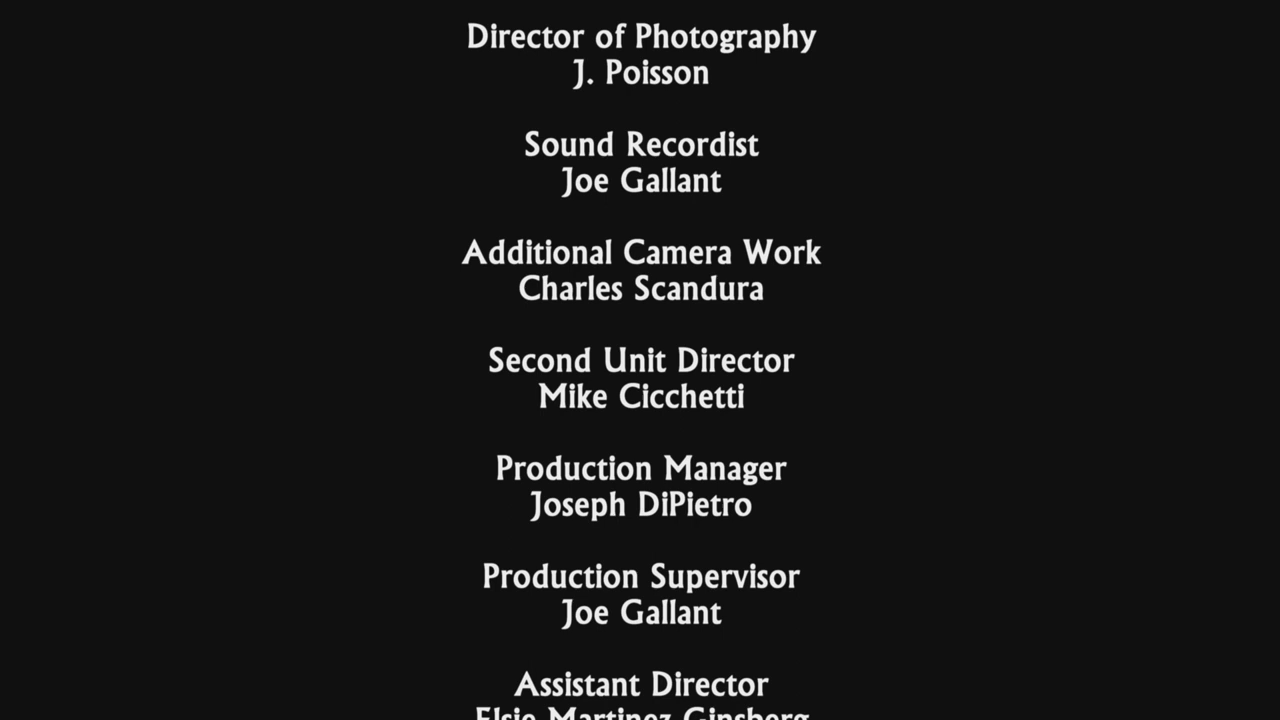 Director of Photography
J. Poisson
Sound Recordist
Joe Gallant
Additional Camera Work
Charles Scandura
Second Unit Director
Mike Cicchetti
Production Manager
Joseph DiPietro
Production Supervisor
Joe Gallant
Assistant Director
Elsie Martinez Ginsberg